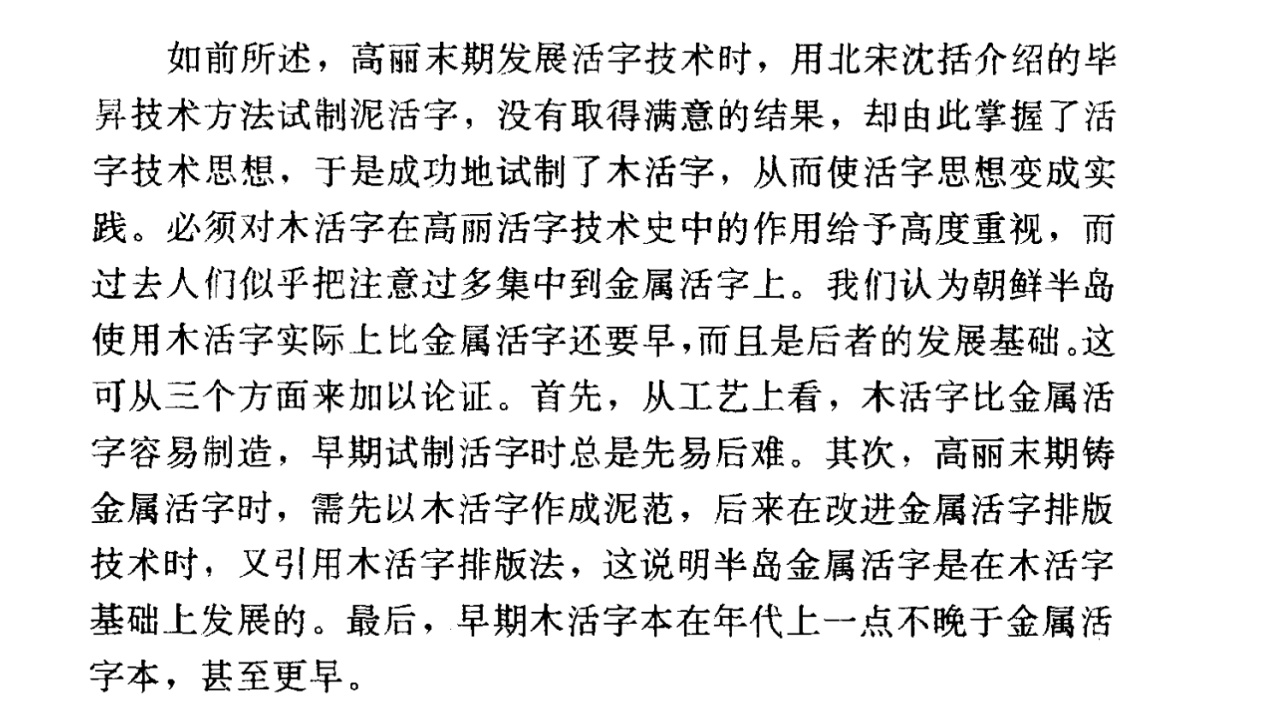 如前所述，高丽末期发展活字技术时，用北宋沈括介绍的毕
昇技术方法试制泥活字，没有取得满意的结果，却由此掌握了活
字技术思想，于是成功地试制了木活字，从而使活字思想变成实
践。必须对木活字在高丽活字技术史中的作用给予高度重视，而
过去人们似乎把注意过多集中到金属活字上。我们认为朝鲜半岛
使用木活字实际上比金属活字还要早，而且是后者的发展基础。这
可从三个方面来加以论证。首先，从工艺上看，木活字比金属活
字容易制造，早期试制活字时总是先易后难。其次，高丽末期铸
金属活字时，需先以木活字作成泥范，后来在改进金属活字排版
技术时，又引用木活字排版法，这说明半岛金属活字是在木活字
基础上发展的。最后，早期木活字本在年代上一点不晚于金属活
字本，甚至更早。